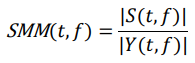 SMM(t,f) = |S(t,f)| / |Y(t,f)|